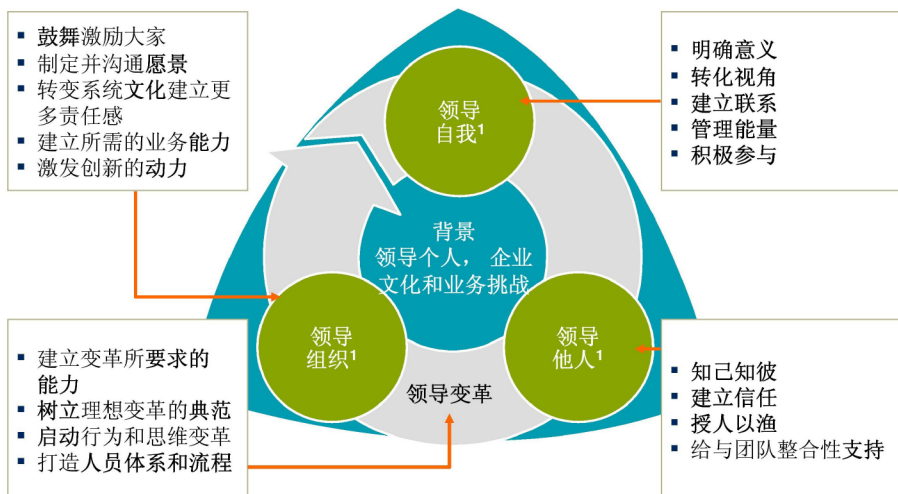 ▪ 鼓舞激励大家
▪ 制定并沟通愿景
▪ 转变系统文化建立更
多责任感
▪ 建立所需的业务能力
▪ 激发创新的动力
领导
自我¹
▪ 明确意义
▪ 转化视角
▪ 建立联系
▪ 管理能量
▪ 积极参与
背景
领导个人， 企业
文化和业务挑战
领导
组织¹
领导
他人¹
领导变革
▪ 建立变革所要求的
能力
▪ 树立理想变革的典范
▪ 启动行为和思维变革
▪ 打造人员体系和流程
▪ 知己知彼
▪ 建立信任
▪ 授人以渔
▪ 给与团队整合性支持